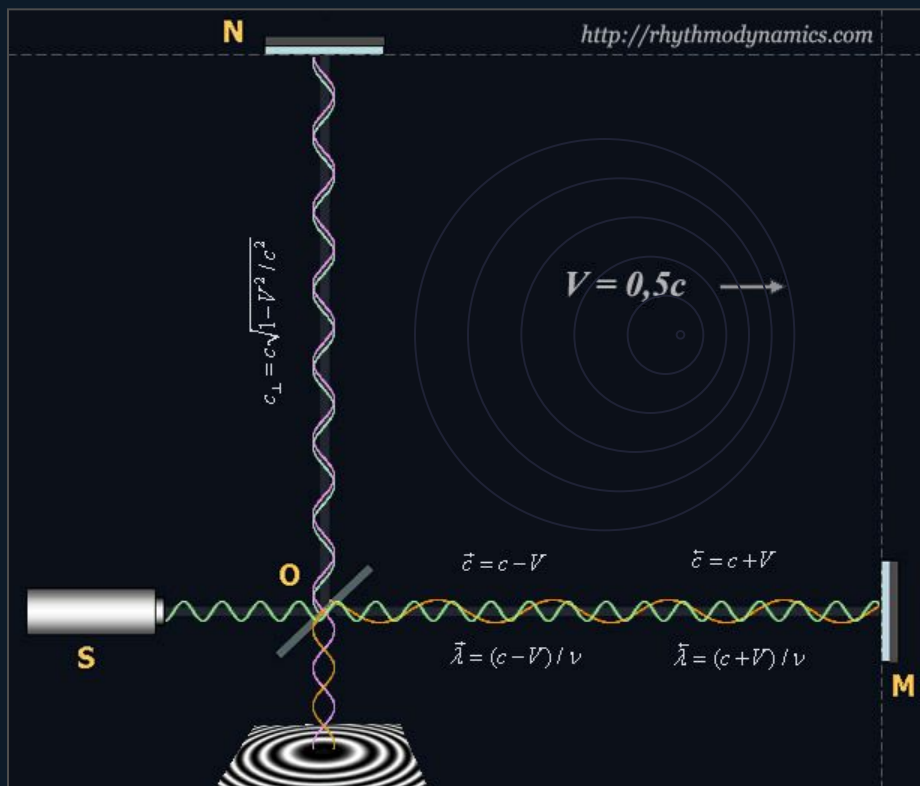 N
http://rhythmodynamics.com
V = 0,5c
c⊥ = c√1−V²/c²
O
c⃗ = c−V
c⃖ = c+V
S
λ⃗ = (c−V)/ν
λ⃖ = (c+V)/ν
M